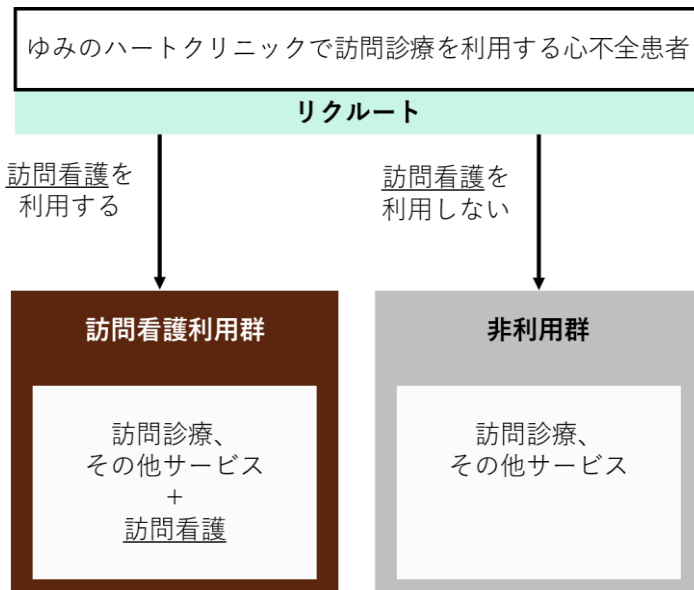 ゆみのハートクリニックで訪問診療を利用する心不全患者
リクルート
訪問看護を
利用する
訪問看護を
利用しない
訪問看護利用群
訪問診療、
その他サービス
+
訪問看護
非利用群
訪問診療、
その他サービス